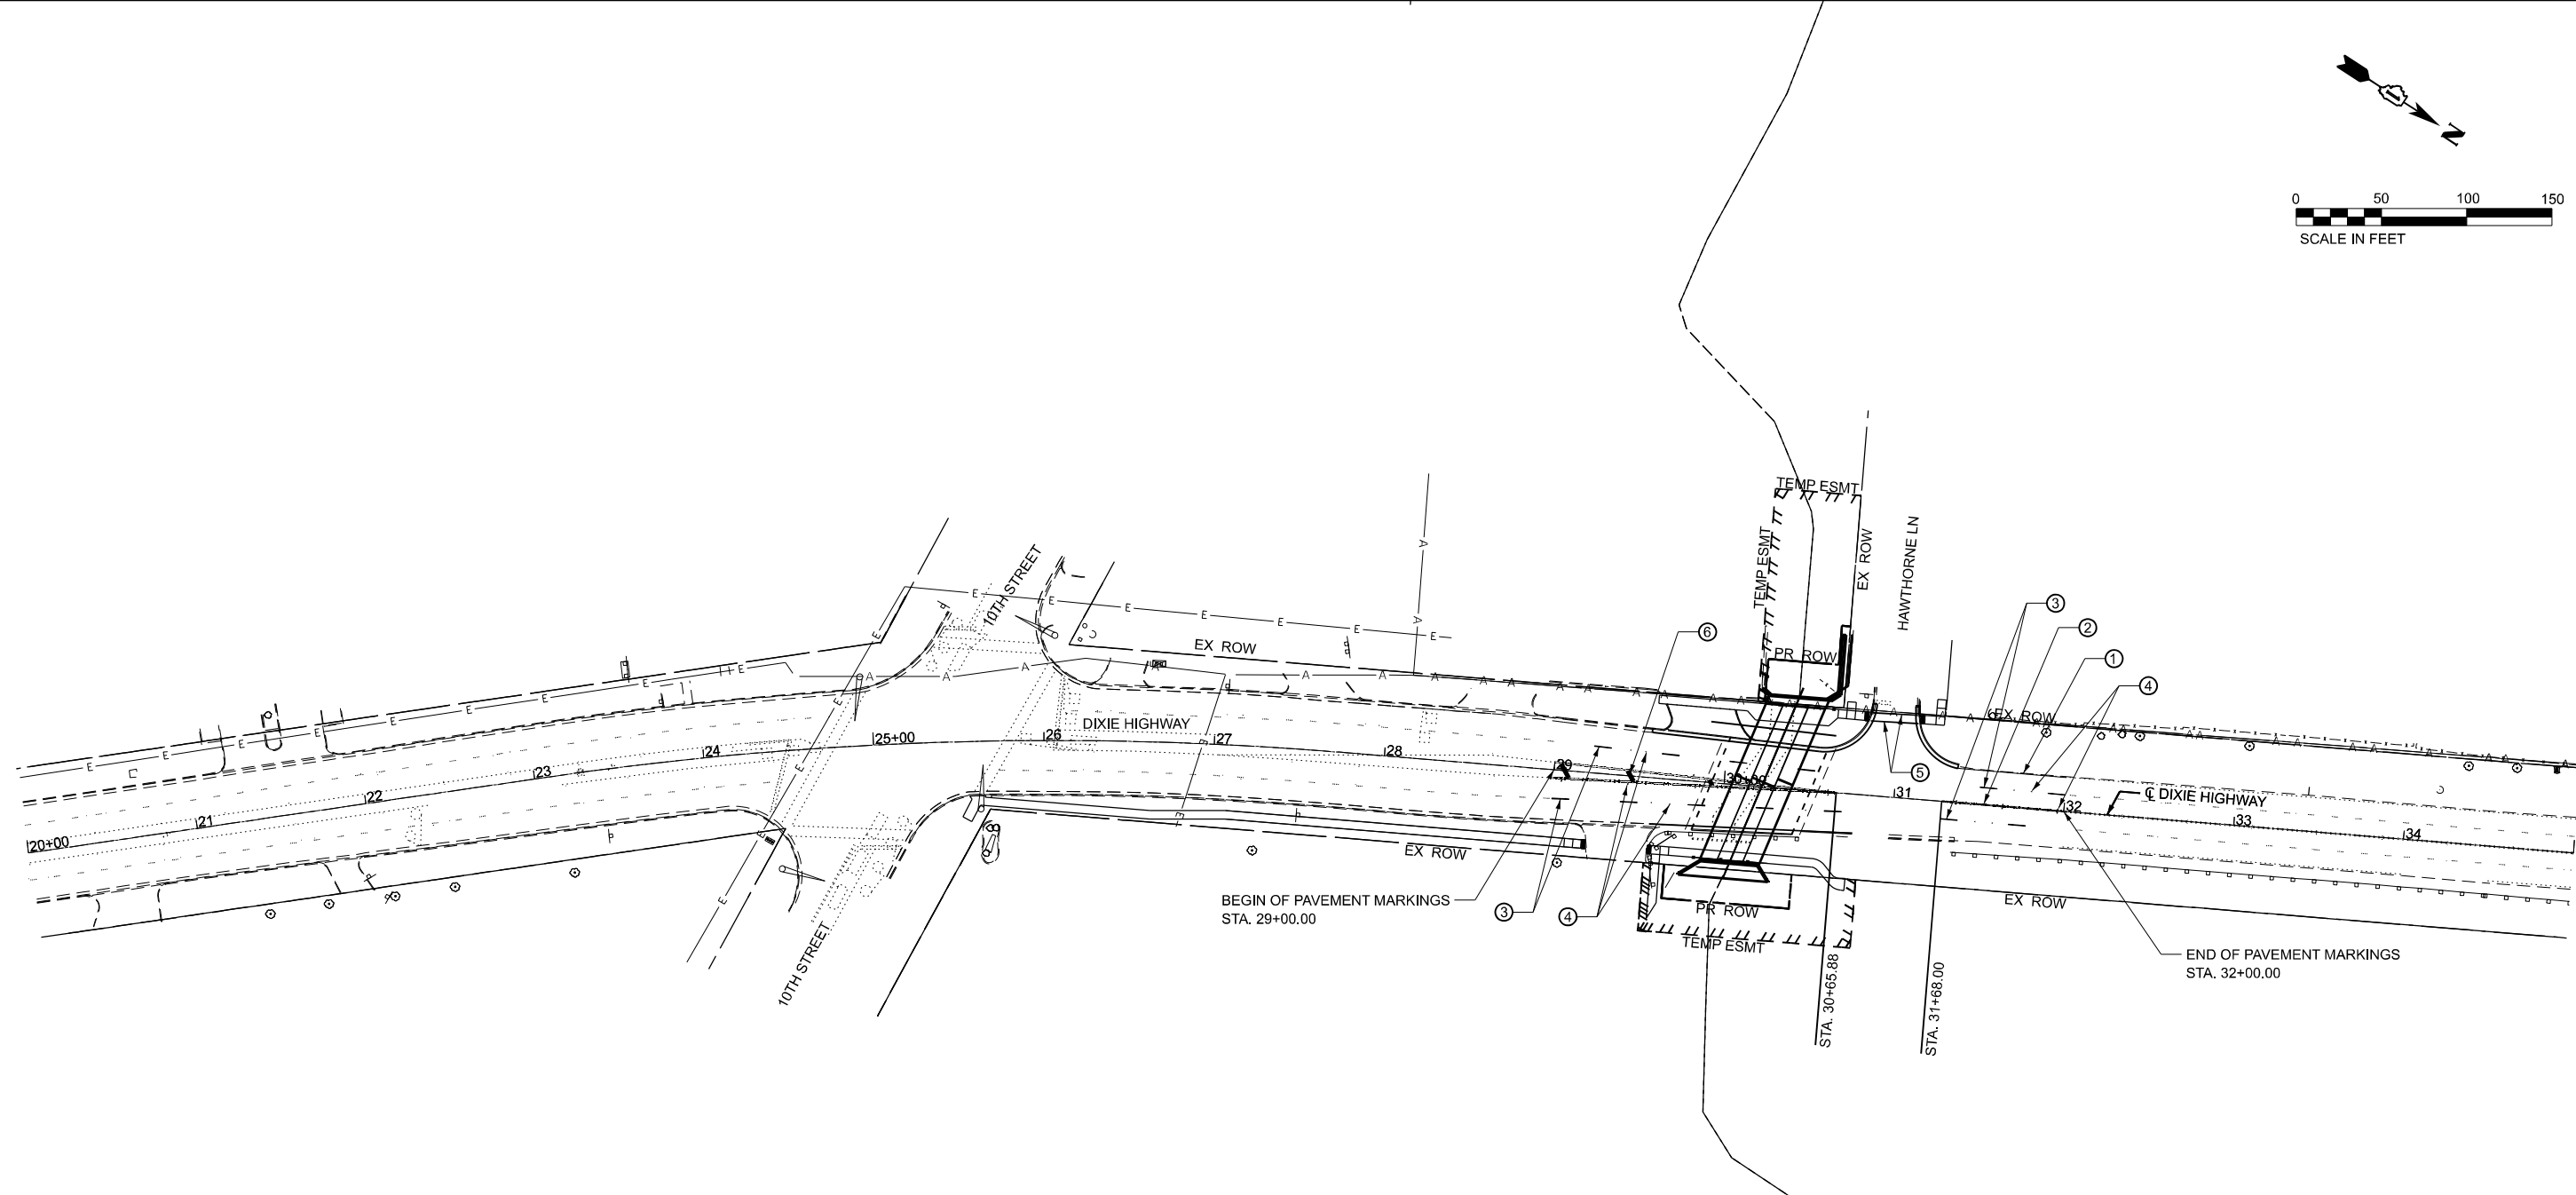 N
0 50 100 150
SCALE IN FEET
TEMP ESMT
TEMP ESMT
EX ROW
HAWTHORNE LN
10TH STREET
EX ROW
PR ROW
6
3
2
1
4
5
EX ROW
DIXIE HIGHWAY
20+00
21
22
23
24
25+00
26
27
28
29
30+00
31
32
33
34
℄ DIXIE HIGHWAY
EX ROW
BEGIN OF PAVEMENT MARKINGS
STA. 29+00.00
3
4
PR ROW
TEMP ESMT
EX ROW
10TH STREET
STA. 30+65.88
STA. 31+68.00
END OF PAVEMENT MARKINGS
STA. 32+00.00